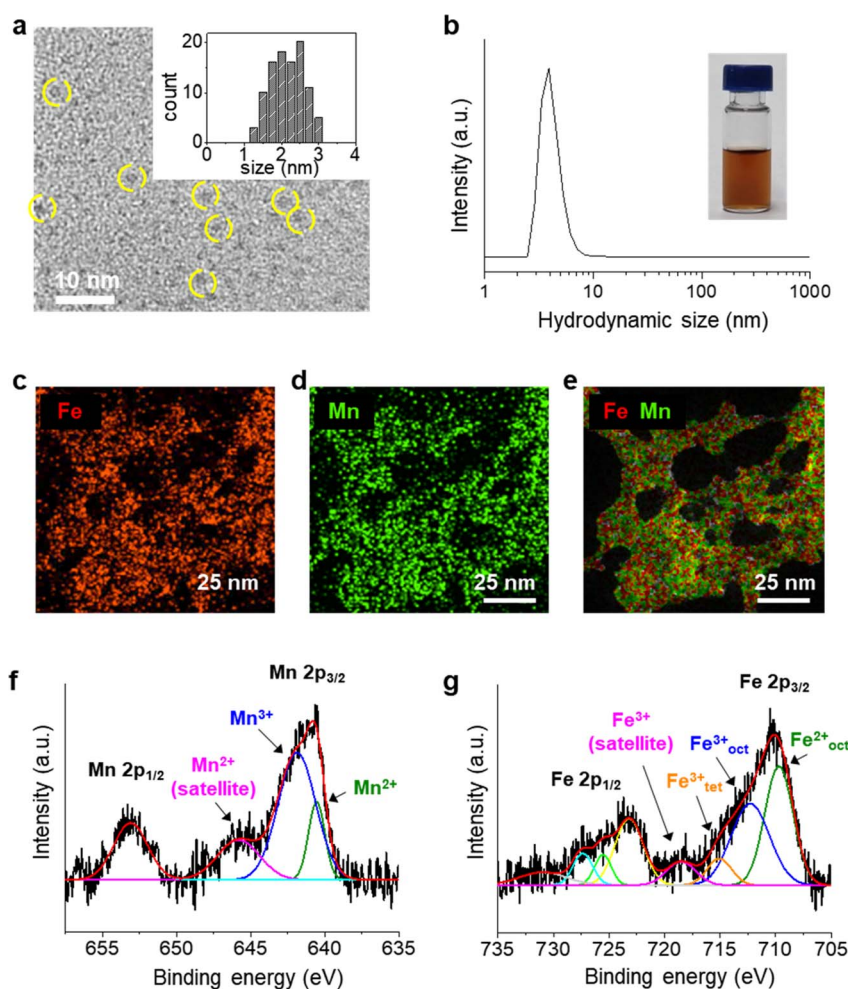 a
20
10
0
count
0 1 2 3 4
size (nm)
10 nm
b
Intensity (a.u.)
1 10 100 1000
Hydrodynamic size (nm)
c
Fe
25 nm
d
Mn
25 nm
e
Fe Mn
25 nm
f
Mn 2p3/2
Mn3+
Mn 2p1/2
Mn2+
(satellite)
Mn2+
Intensity (a.u.)
655 650 645 640 635
Binding energy (eV)
g
Fe 2p3/2
Fe3+
(satellite)
Fe3+oct
Fe2+oct
Fe 2p1/2
Fe3+tet
Intensity (a.u.)
735 730 725 720 715 710 705
Binding energy (eV)